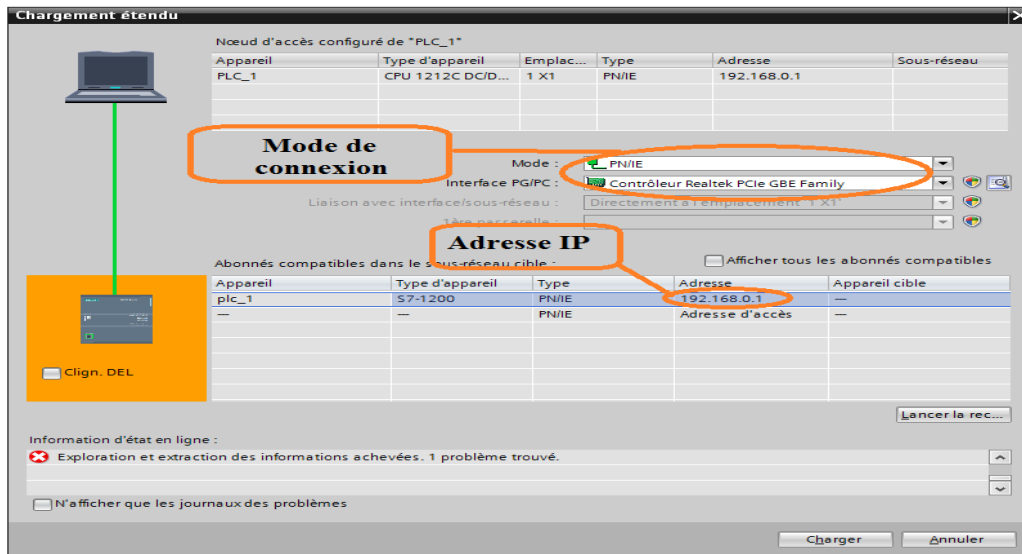 Chargement étendu
Nœud d'accès configuré de "PLC_1"
Appareil Type d'appareil Emplac... Type Adresse Sous-réseau
PLC_1 CPU 1212C DC/D... 1 X1 PN/IE 192.168.0.1
Mode de
connexion
Mode : PN/IE
Interface PG/PC : Contrôleur Realtek PCIe GBE Family
Liaison avec interface/sous-réseau : Directement à l'emplacement '1 X1'
1ère passerelle :
Adresse IP
Abonnés compatibles dans le sous-réseau cible :
Afficher tous les abonnés compatibles
Appareil Type d'appareil Type Adresse Appareil cible
plc_1 S7-1200 PN/IE 192.168.0.1 —
— — PN/IE Adresse d'accès —
Clign. DEL
Lancer la rec...
Information d'état en ligne :
Exploration et extraction des informations achevées. 1 problème trouvé.
N'afficher que les journaux des problèmes
Charger Annuler